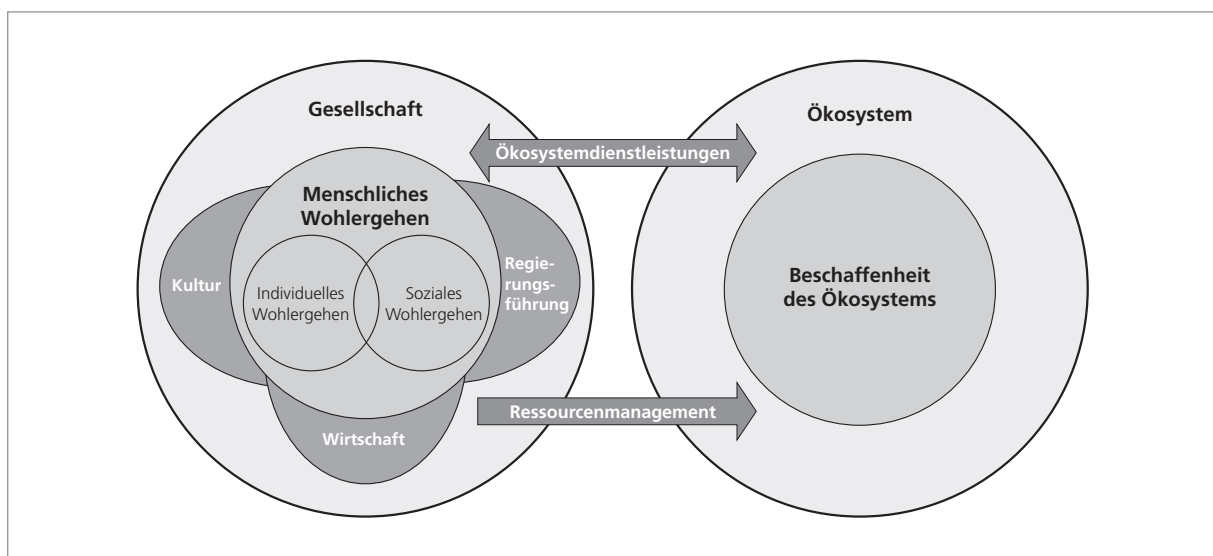 Gesellschaft
Ökosystem
Ökosystemdienstleistungen
Menschliches
Wohlergehen
Kultur
Regie-
rungs-
führung
Individuelles
Wohlergehen
Soziales
Wohlergehen
Beschaffenheit
des Ökosystems
Ressourcenmanagement
Wirtschaft